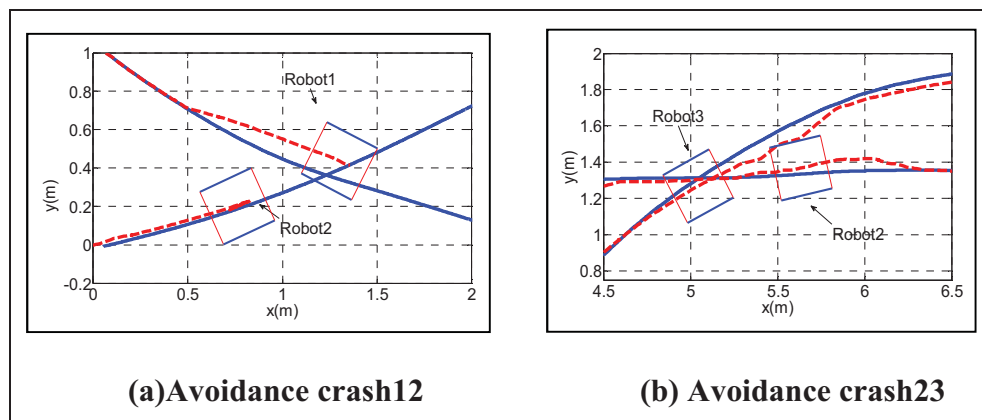 1
0.8
0.6
0.4
0.2
0
-0.2
y(m)
0
0.5
1
1.5
2
x(m)
Robot1
Robot2
(a)Avoidance crash12
2
1.8
1.6
1.4
1.2
1
0.8
y(m)
4.5
5
5.5
6
6.5
x(m)
Robot3
Robot2
(b) Avoidance crash23